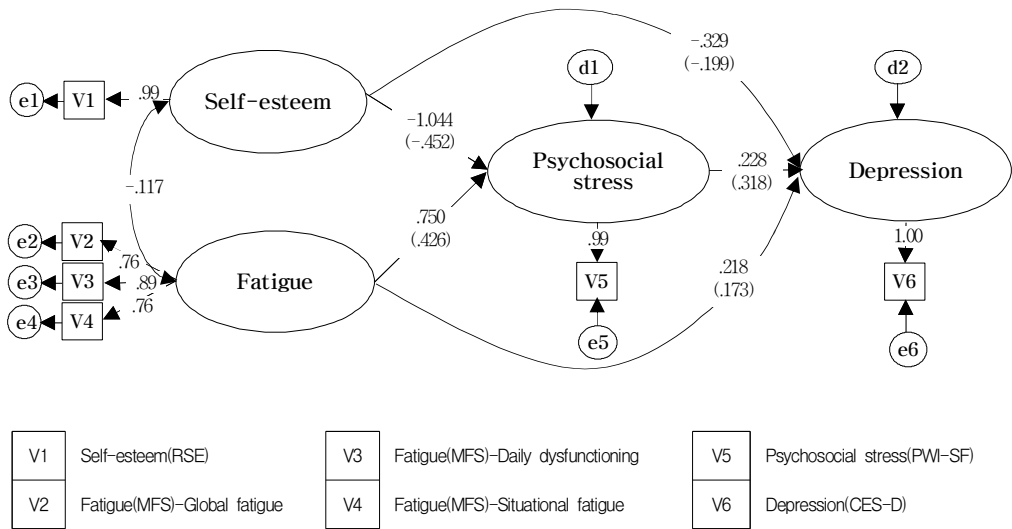 -.329
(-.199)
d1
d2
e1
V1
.99
Self-esteem
-1.044
(-.452)
Psychosocial
stress
.228
(.318)
Depression
-.117
.750
(.426)
e2
V2
.76
e3
V3
.89
e4
V4
.76
Fatigue
.99
1.00
V5
V6
.218
(.173)
e5
e6
V1 Self-esteem(RSE)
V3 Fatigue(MFS)-Daily dysfunctioning
V5 Psychosocial stress(PWI-SF)
V2 Fatigue(MFS)-Global fatigue
V4 Fatigue(MFS)-Situational fatigue
V6 Depression(CES-D)